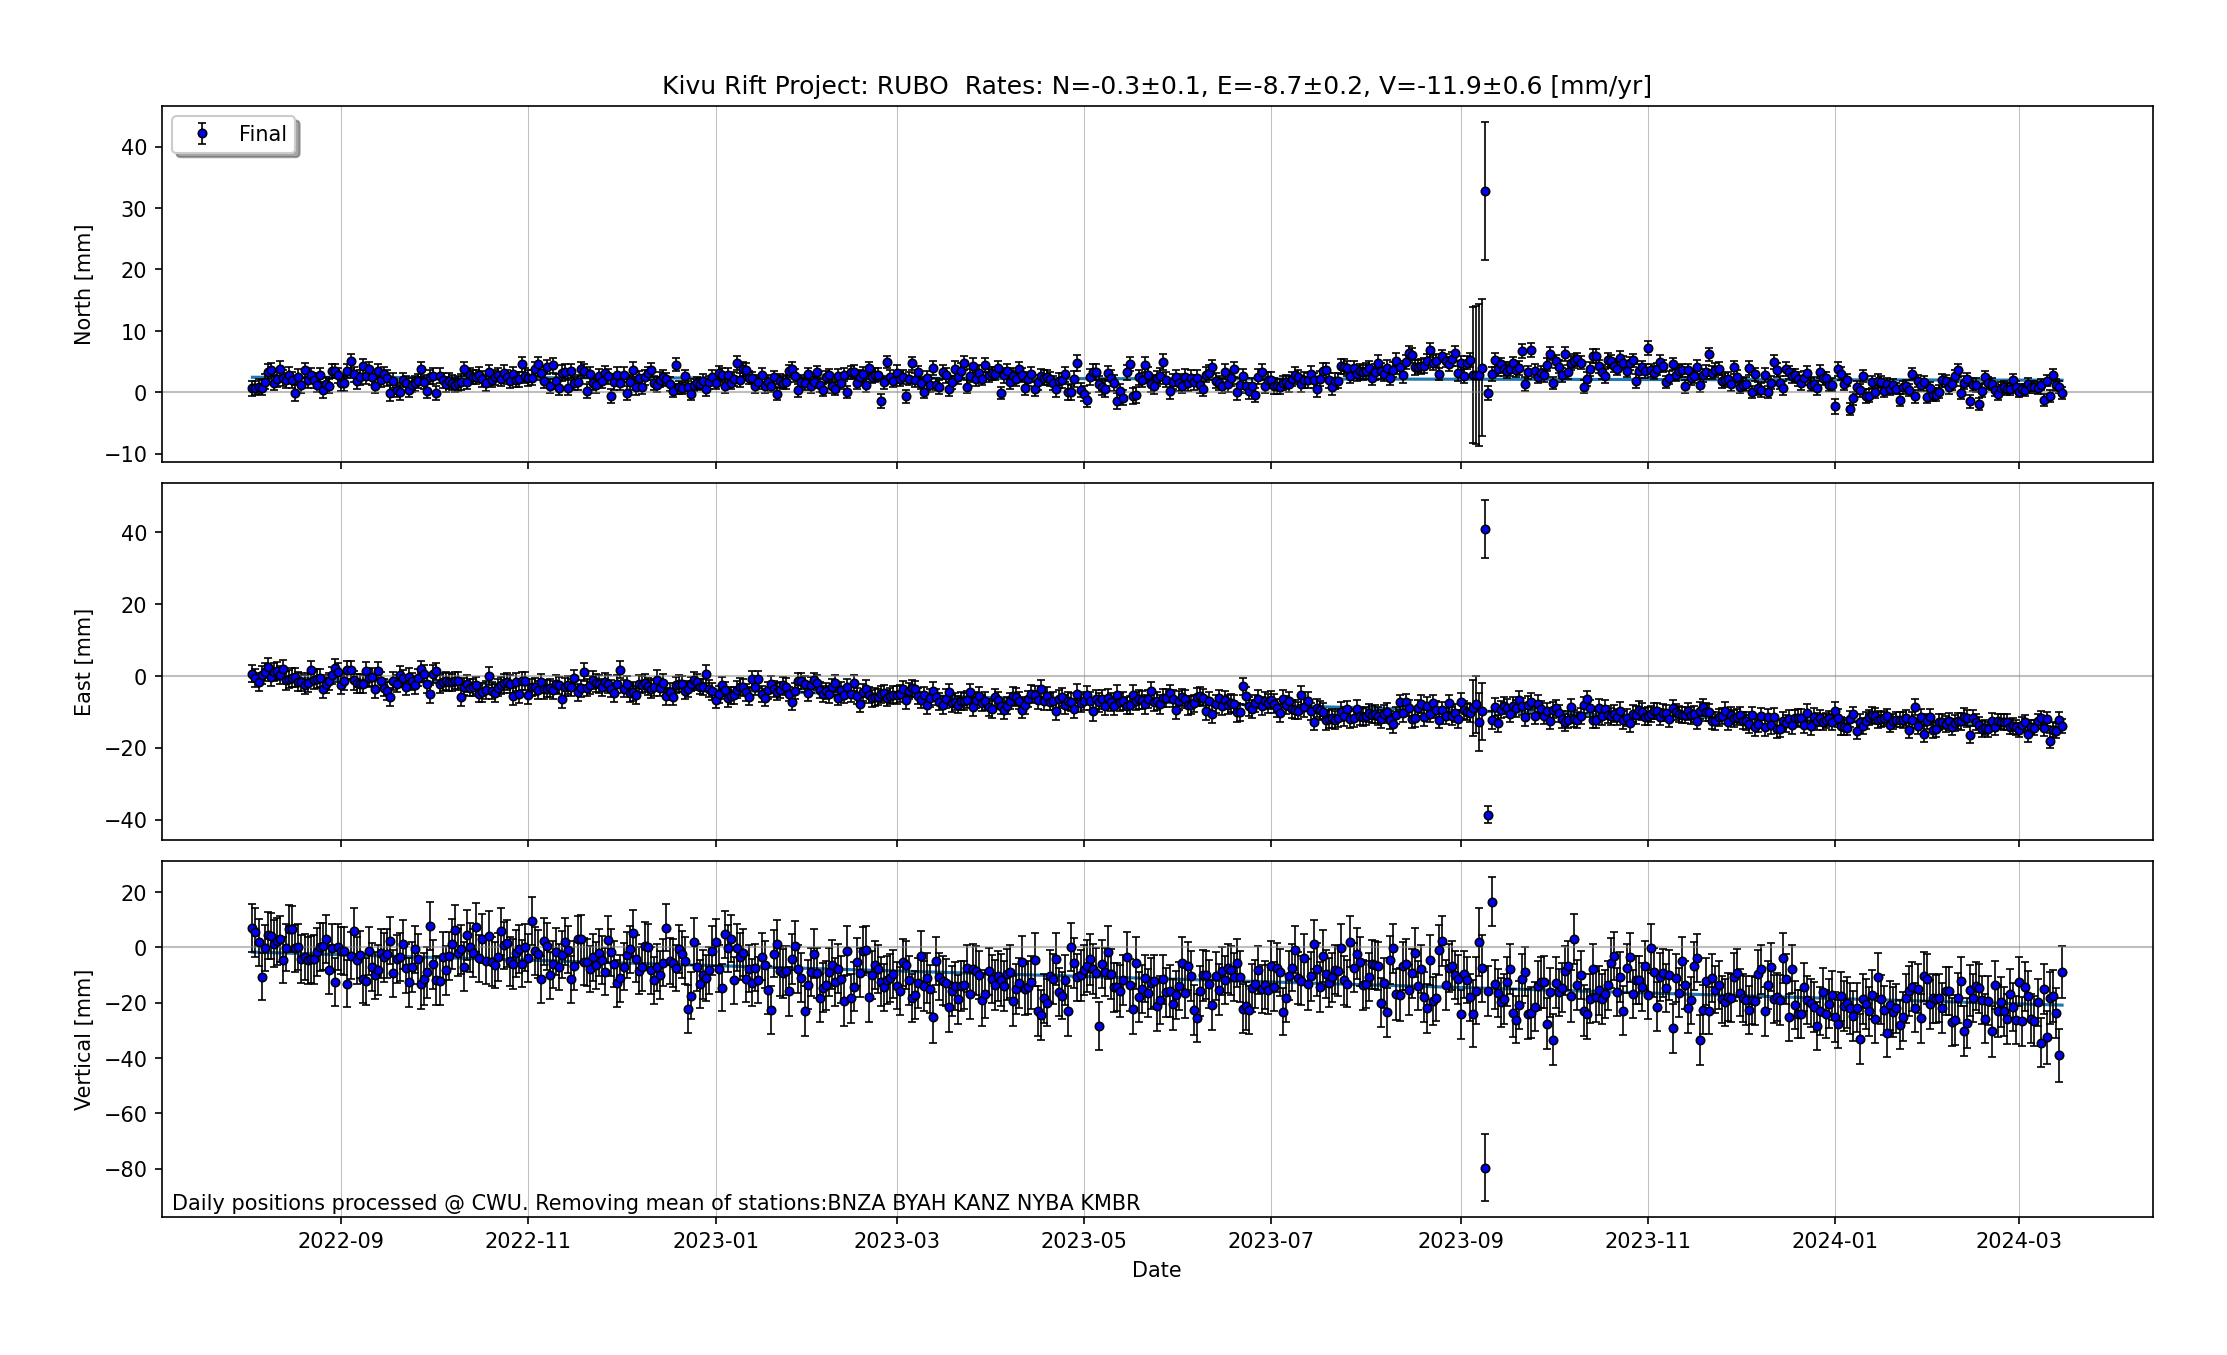 Kivu Rift Project: RUBO  Rates: N=-0.3±0.1, E=-8.7±0.2, V=-11.9±0.6 [mm/yr]
Final
North [mm]
40
30
20
10
0
−10
East [mm]
40
20
0
−20
−40
Vertical [mm]
20
0
−20
−40
−60
−80
Daily positions processed @ CWU. Removing mean of stations:BNZA BYAH KANZ NYBA KMBR
2022-09 2022-11 2023-01 2023-03 2023-05 2023-07 2023-09 2023-11 2024-01 2024-03
Date